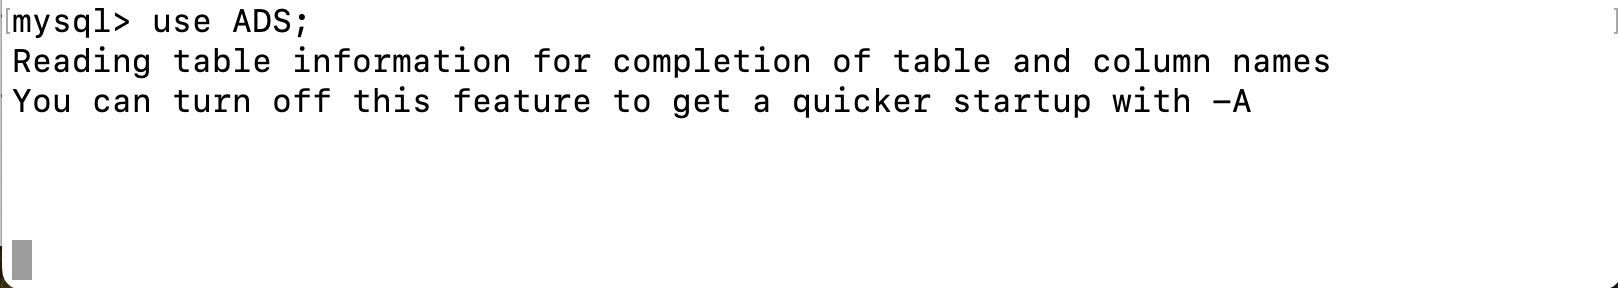 [mysql> use ADS;                                                                ]
Reading table information for completion of table and column names
You can turn off this feature to get a quicker startup with -A